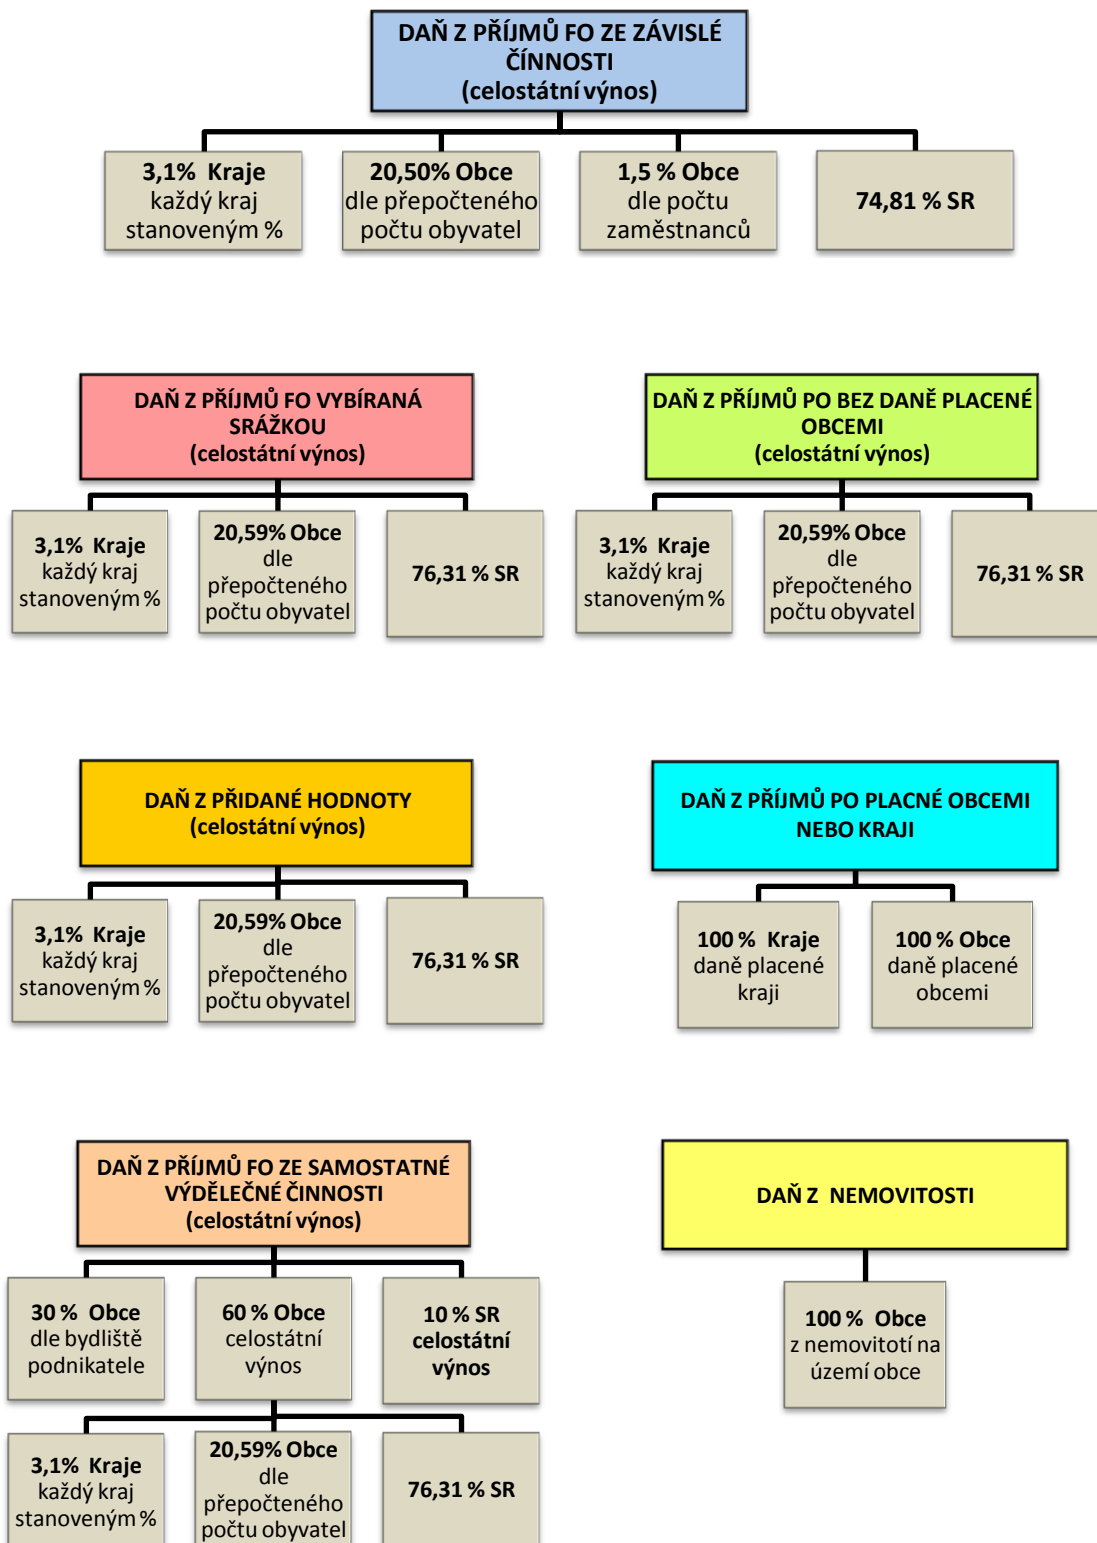 DAŇ Z PŘÍJMŮ FO ZE ZÁVISLÉ
ČÍNNOSTI
(celostátní výnos)
3,1% Kraje
každý kraj
stanoveným %
20,50% Obce
dle přepočteného
počtu obyvatel
1,5 % Obce
dle počtu
zaměstnanců
74,81 % SR
DAŇ Z PŘÍJMŮ FO VYBÍRANÁ
SRÁŽKOU
(celostátní výnos)
3,1% Kraje
každý kraj
stanoveným %
20,59% Obce
dle
přepočteného
počtu obyvatel
76,31 % SR
DAŇ Z PŘÍJMŮ PO BEZ DANĚ PLACENÉ
OBCEMI
(celostátní výnos)
3,1% Kraje
každý kraj
stanoveným %
20,59% Obce
dle
přepočteného
počtu obyvatel
76,31 % SR
DAŇ Z PŘIDANÉ HODNOTY
(celostátní výnos)
3,1% Kraje
každý kraj
stanoveným %
20,59% Obce
dle
přepočteného
počtu obyvatel
76,31 % SR
DAŇ Z PŘÍJMŮ PO PLACNÉ OBCEMI
NEBO KRAJI
100 % Kraje
daně placené
kraji
100 % Obce
daně placené
obcemi
DAŇ Z PŘÍJMŮ FO ZE SAMOSTATNÉ
VÝDĚLEČNÉ ČINNOSTI
(celostátní výnos)
30 % Obce
dle bydliště
podnikatele
60 % Obce
celostátní
výnos
10 % SR
celostátní
výnos
3,1% Kraje
každý kraj
stanoveným %
20,59% Obce
dle
přepočteného
počtu obyvatel
76,31 % SR
DAŇ Z NEMOVITOSTI
100 % Obce
z nemovitotí na
území obce